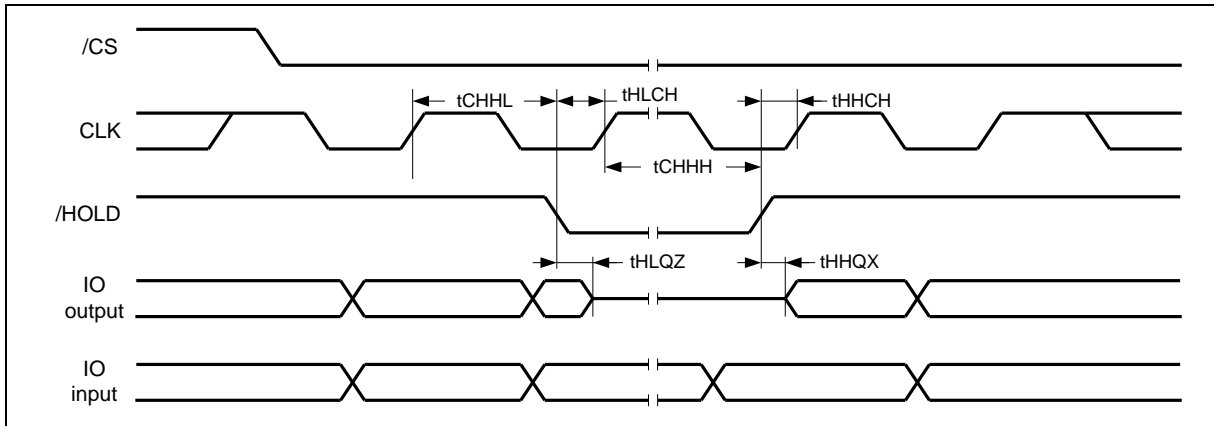 /CS
tCHHL
tHLCH
tHHCH
CLK
tCHHH
/HOLD
tHLQZ
tHHQX
IO
output
IO
input